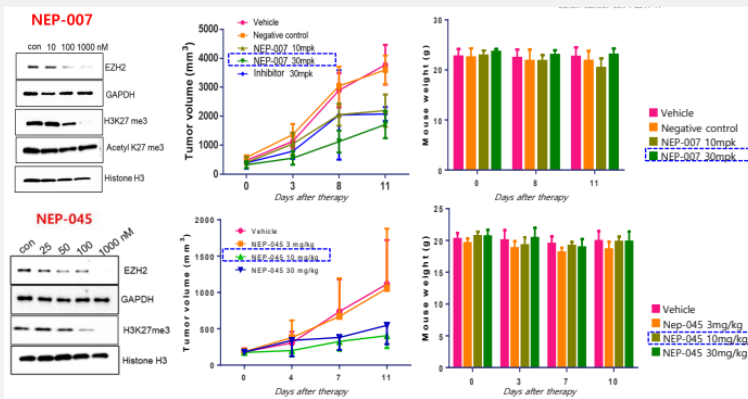 NEP-007
con 10 100 1000 nM
EZH2
GAPDH
H3K27 me3
Acetyl K27 me3
Histone H3
Tumor volume (mm³)
5000
4000
3000
2000
1000
0
0 3 8 11
Days after therapy
Vehicle
Negative control
NEP-007 10mpk
NEP-007 30mpk
Inhibitor 30mpk
Mouse weight (g)
30
20
10
0
0 8 11
Days after therapy
Vehicle
Negative control
NEP-007 10mpk
NEP-007 30mpk
NEP-045
con 25 50 100 1000 nM
EZH2
GAPDH
H3K27me3
Histone H3
Tumor volume (mm³)
2000
1500
1000
500
0
0 4 7 11
Days after therapy
Vehicle
NEP-045 3 mg/kg
NEP-045 10 mg/kg
NEP-045 30 mg/kg
Mouse weight (g)
25
20
15
10
5
0
0 3 7 10
Days after therapy
Vehicle
Nep-045 3mg/kg
NEP-045 10mg/kg
NEP-045 30mg/kg